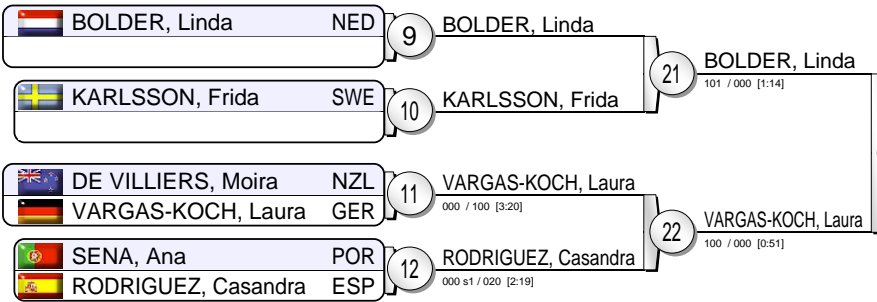 BOLDER, Linda NED
9
BOLDER, Linda
21
BOLDER, Linda
101 / 000 [1:14]
KARLSSON, Frida SWE
10
KARLSSON, Frida
DE VILLIERS, Moira NZL
VARGAS-KOCH, Laura GER
11
VARGAS-KOCH, Laura
000 / 100 [3:20]
22
VARGAS-KOCH, Laura
100 / 000 [0:51]
SENA, Ana POR
RODRIGUEZ, Casandra ESP
12
RODRIGUEZ, Casandra
000 s1 / 020 [2:19]